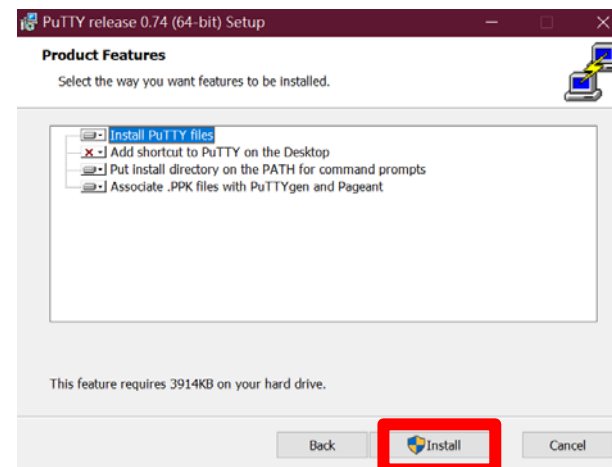 PuTTY release 0.74 (64-bit) Setup
Product Features
Select the way you want features to be installed.
Install PuTTY files
Add shortcut to PuTTY on the Desktop
Put install directory on the PATH for command prompts
Associate .PPK files with PuTTYgen and Pageant
This feature requires 3914KB on your hard drive.
Back Install Cancel